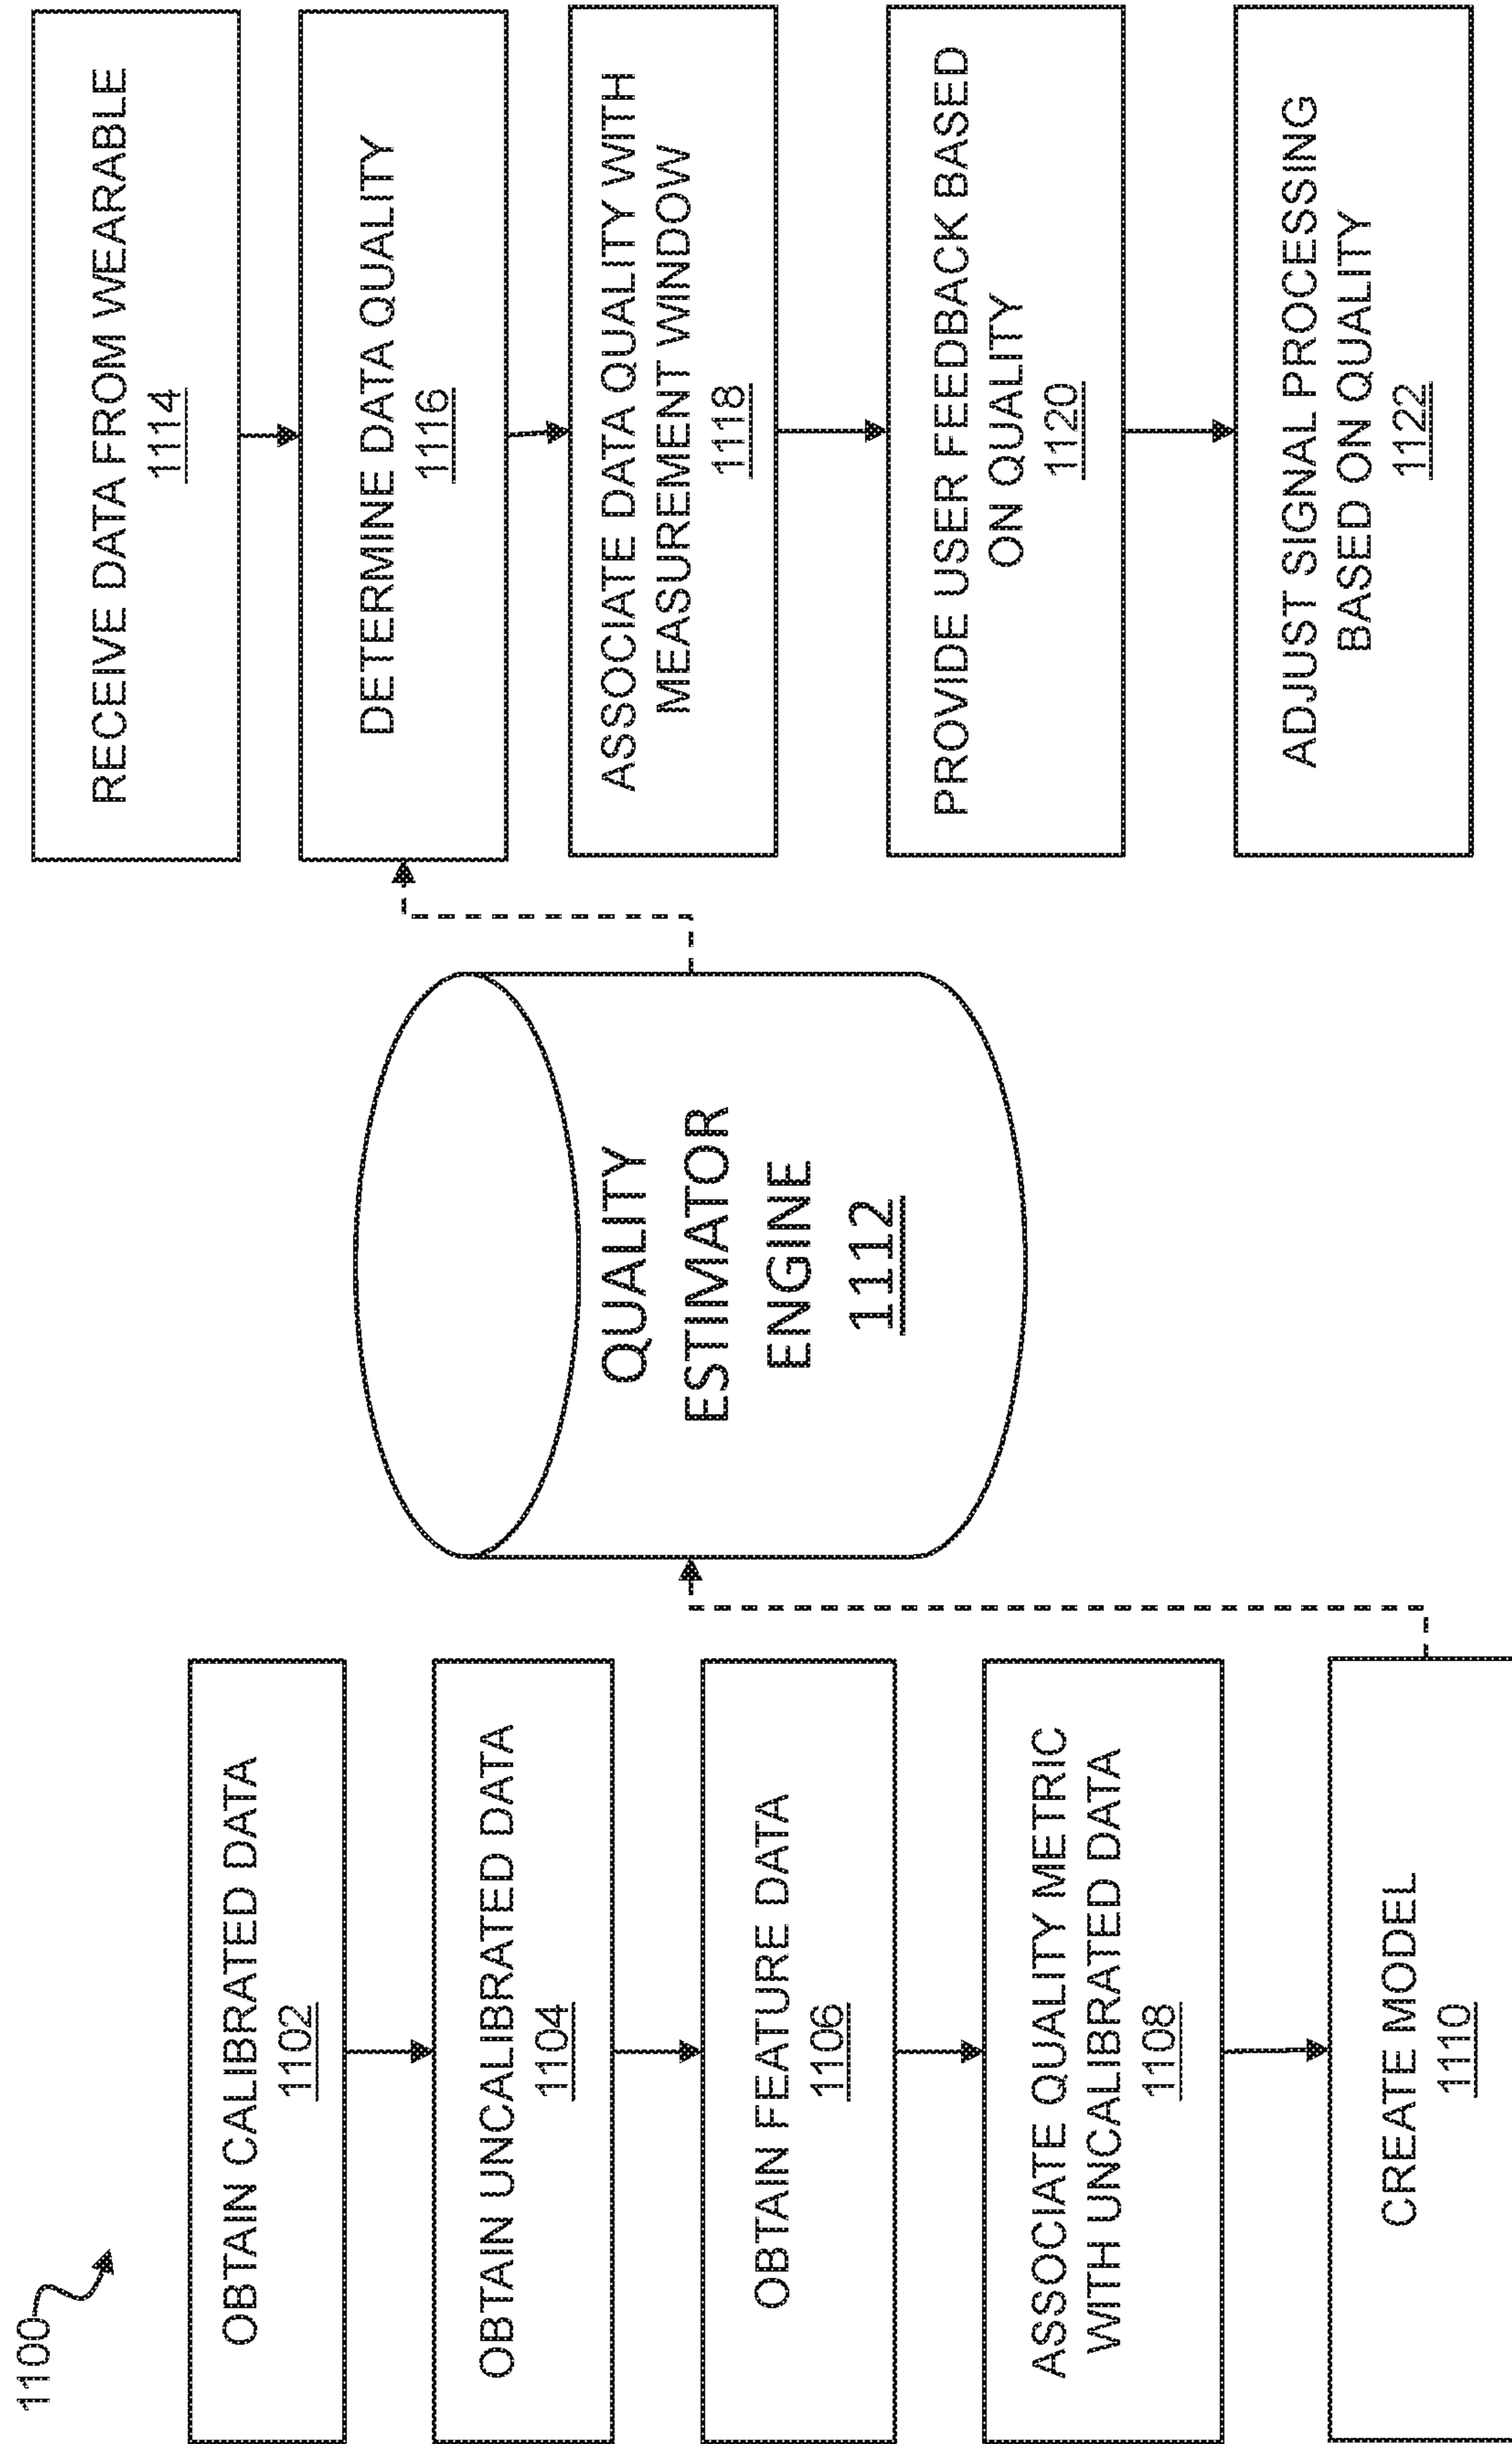 1100
OBTAIN CALIBRATED DATA
1102
OBTAIN UNCALIBRATED DATA
1104
OBTAIN FEATURE DATA
1106
ASSOCIATE QUALITY METRIC
WITH UNCALIBRATED DATA
1108
CREATE MODEL
1110
QUALITY
ESTIMATOR
ENGINE
1112
RECEIVE DATA FROM WEARABLE
1114
DETERMINE DATA QUALITY
1116
ASSOCIATE DATA QUALITY WITH
MEASUREMENT WINDOW
1118
PROVIDE USER FEEDBACK BASED
ON QUALITY
1120
ADJUST SIGNAL PROCESSING
BASED ON QUALITY
1122